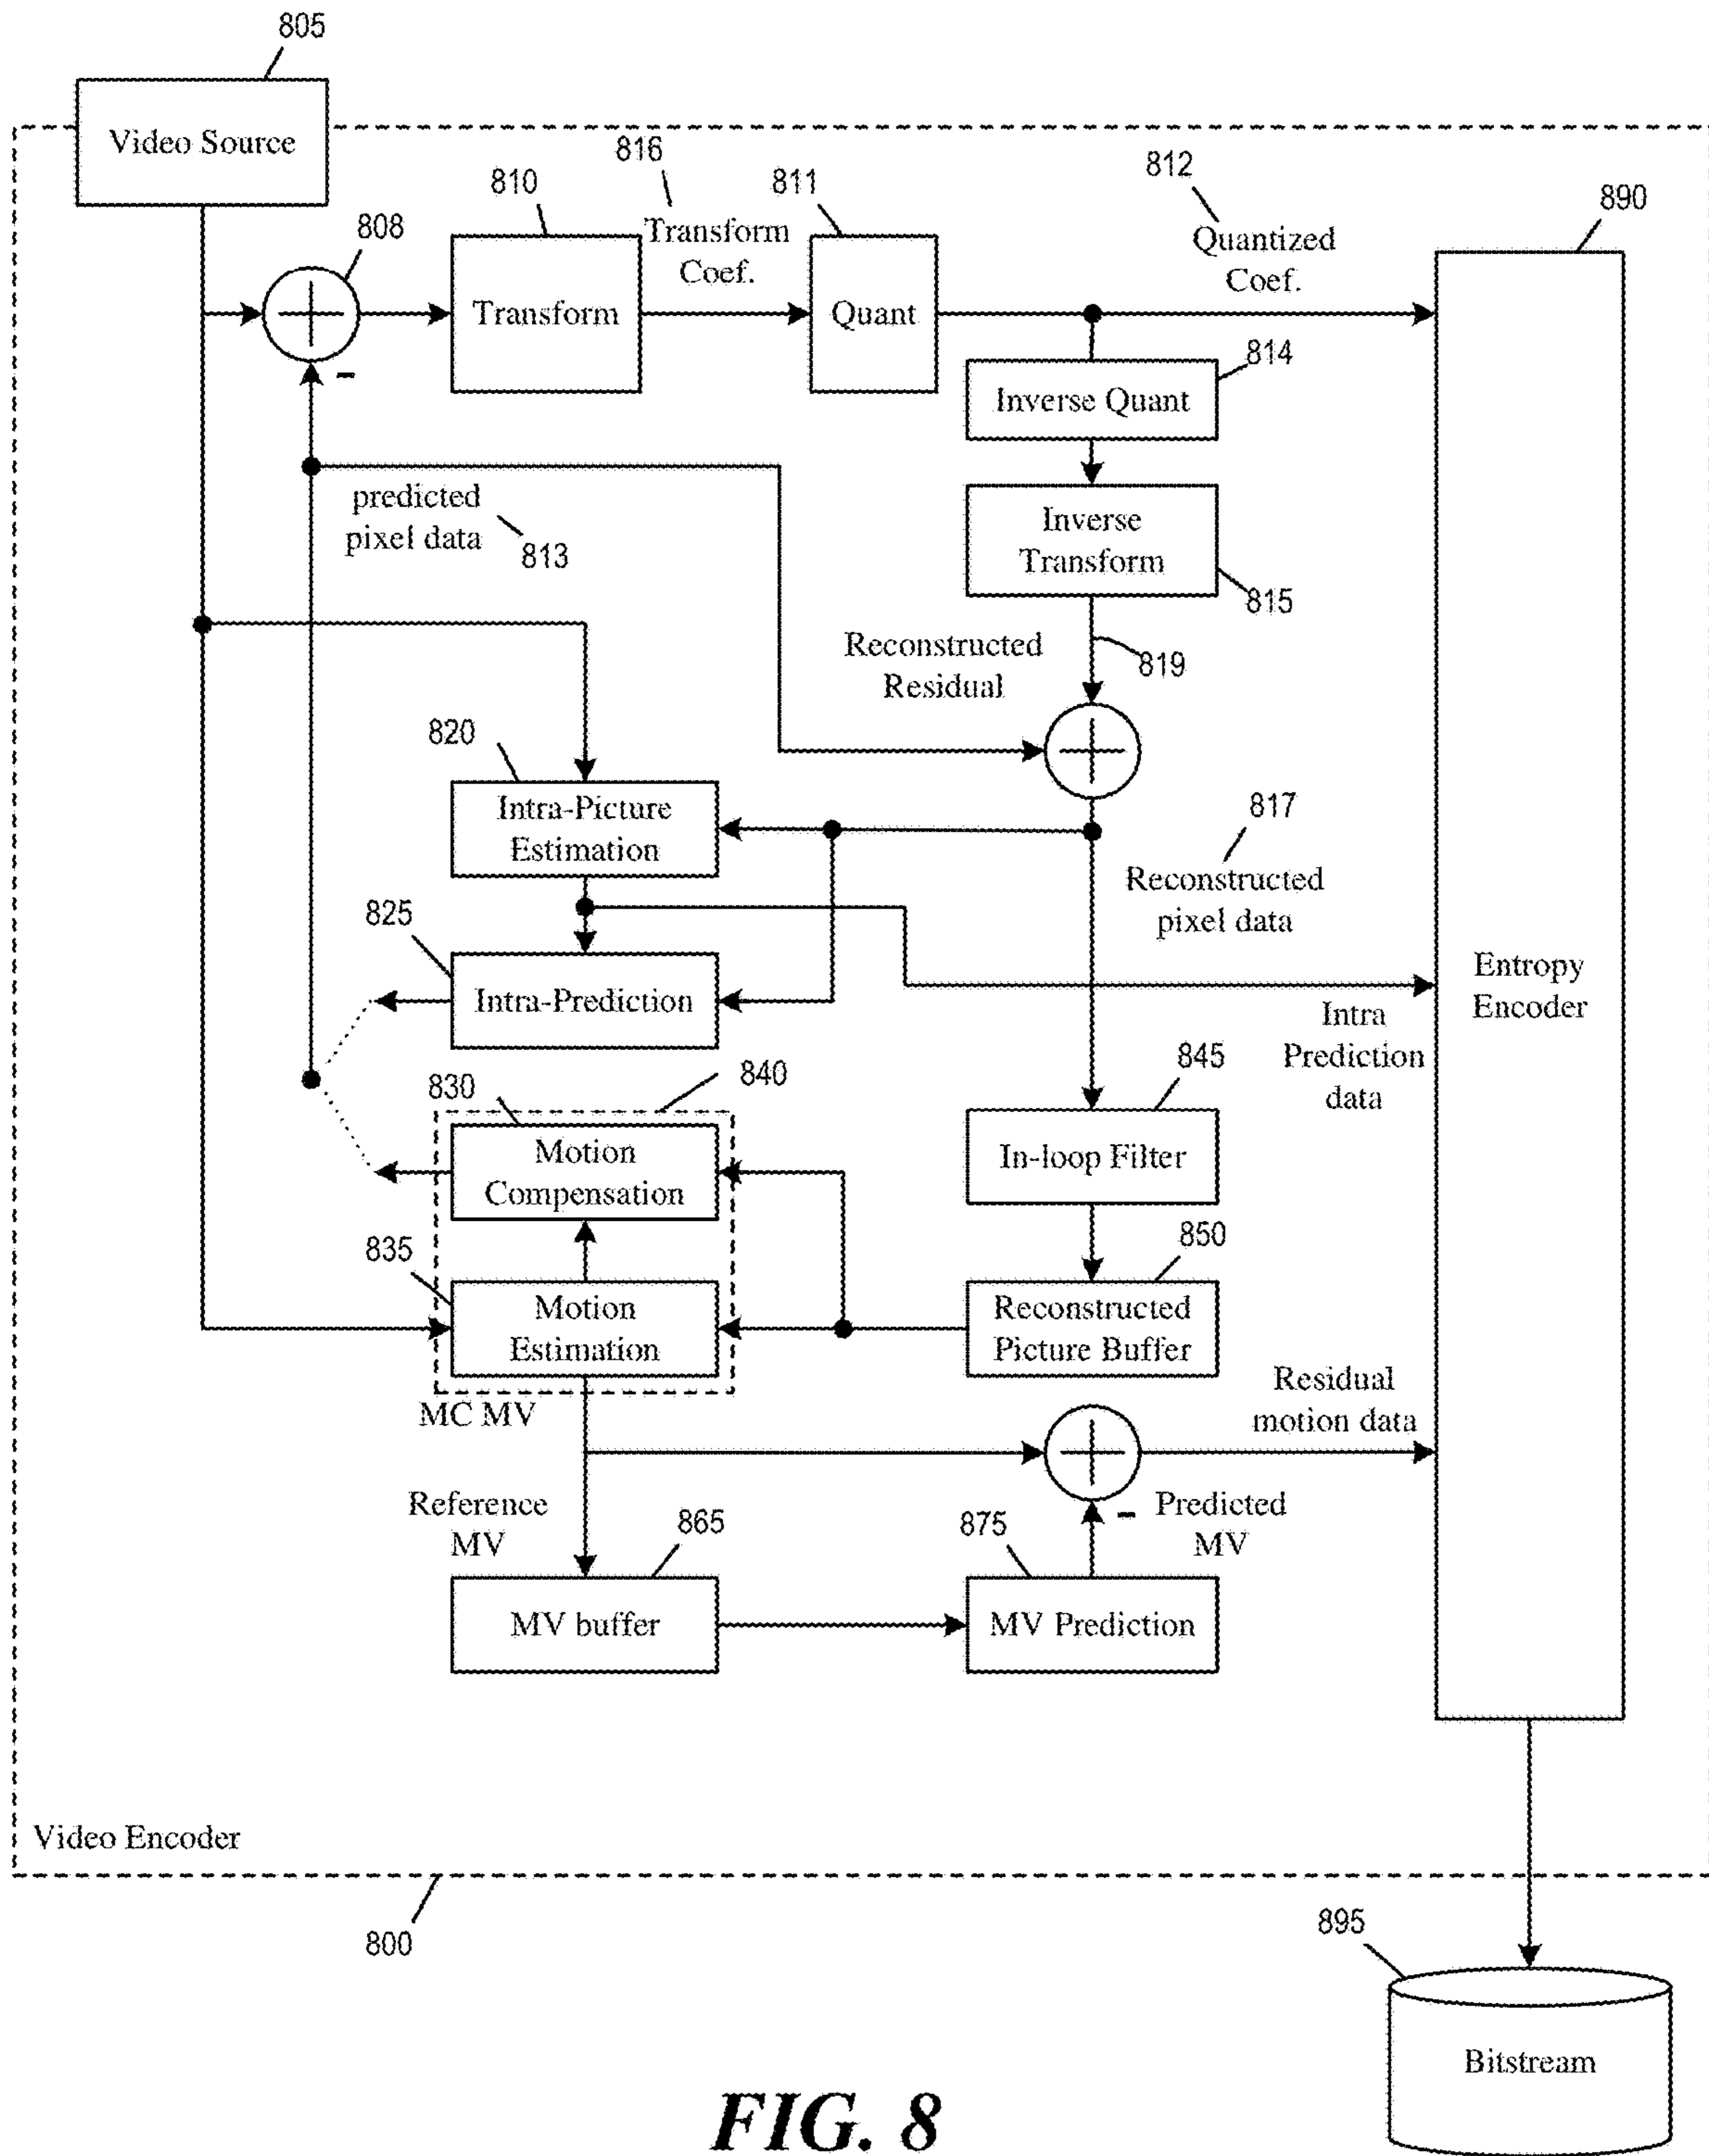 805
Video Source
816
812
810
811
890
808
Transform
Coef.
Quantized
Coef.
Transform
Quant
814
-
Inverse Quant
predicted
pixel data
813
Inverse
Transform
815
Reconstructed
Residual
819
820
Intra-Picture
Estimation
817
Reconstructed
pixel data
825
Intra-Prediction
Entropy
Encoder
Intra
Prediction
data
830
840
845
Motion
Compensation
In-loop Filter
835
850
Motion
Estimation
Reconstructed
Picture Buffer
MC MV
Residual
motion data
Reference
MV
865
875
-
Predicted
MV
MV buffer
MV Prediction
Video Encoder
800
895
Bitstream
FIG. 8